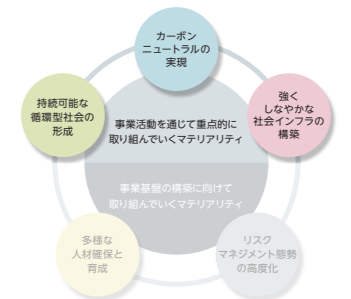 カーボン
ニュートラルの
実現
持続可能な
循環型社会の
形成
強く
しなやかな
社会インフラの
構築
事業活動を通じて重点的に
取り組んでいくマテリアリティ
事業基盤の構築に向けて
取り組んでいくマテリアリティ
多様な
人材確保と
育成
リスク
マネジメント態勢
の高度化